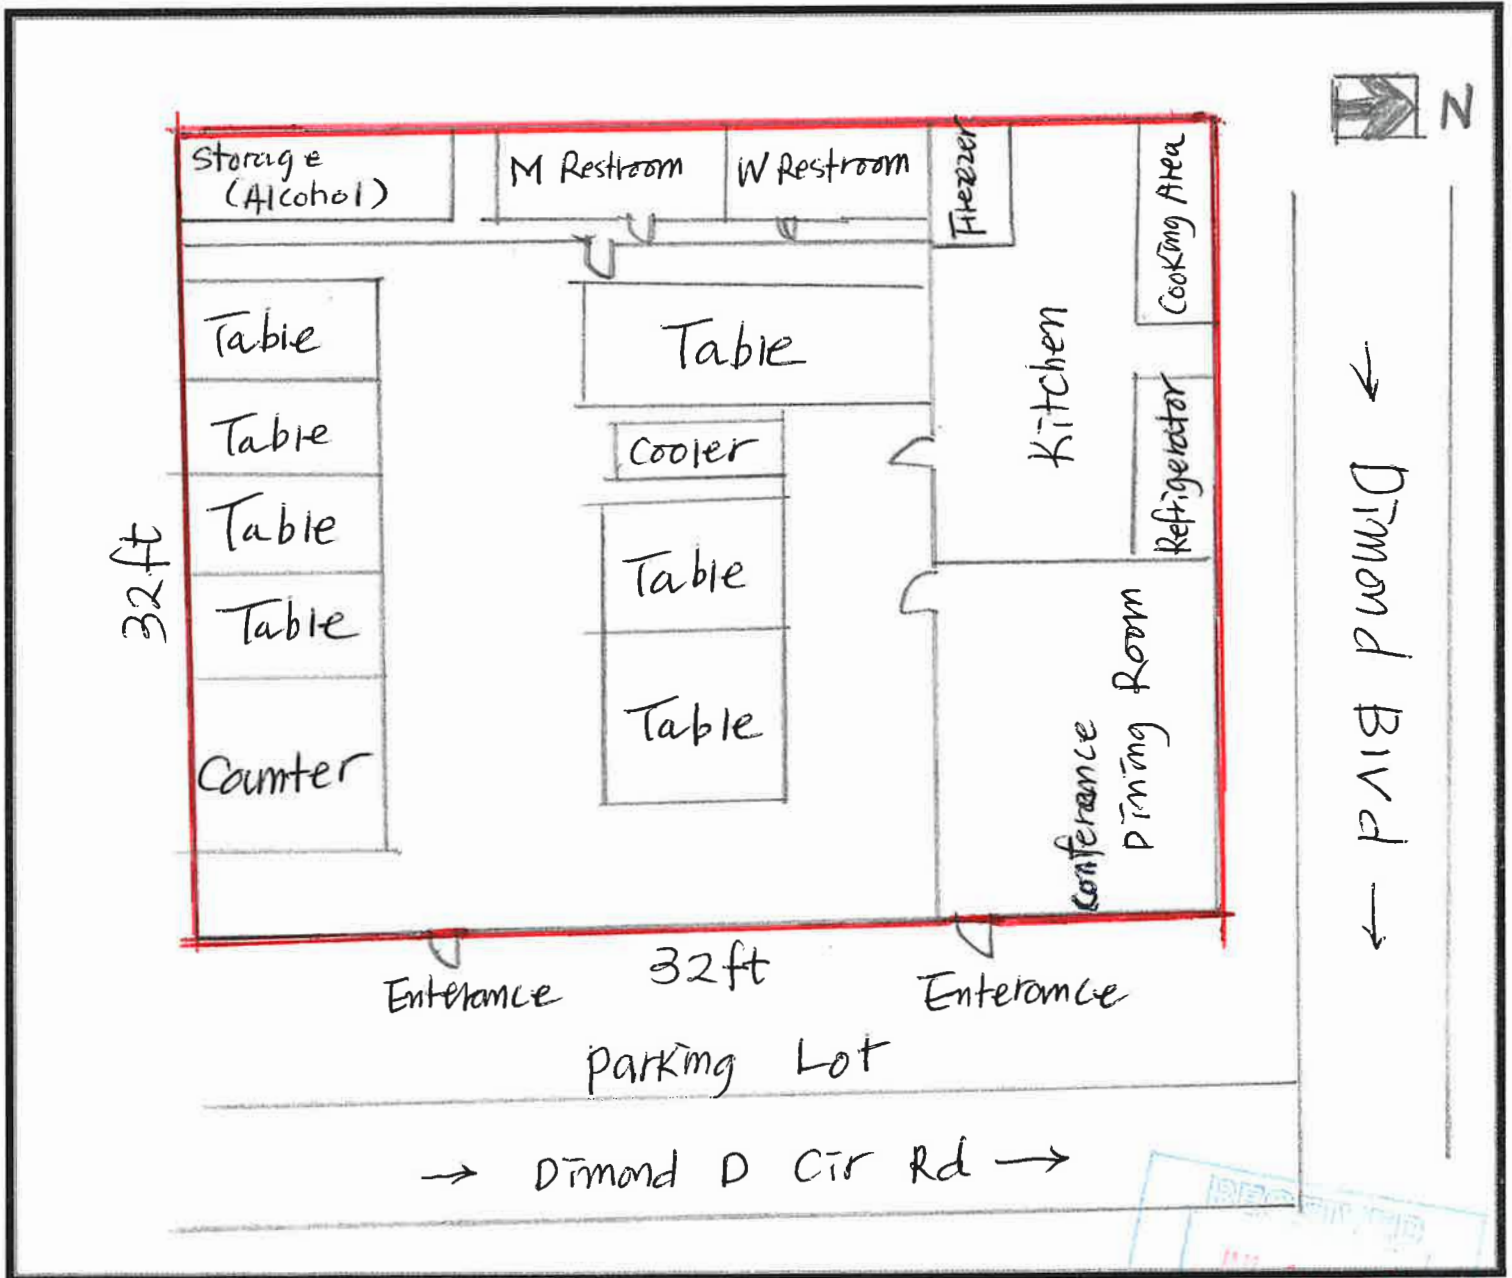 N
Storage
(Alcohol)
M Restroom
W Restroom
Freezer
Cooking Area
Table
Table
Table
Table
Counter
Table
Cooler
Table
Table
Kitchen
Refrigerator
Conferance
Dining Room
32ft
32ft
Enterance
Enterance
Parking Lot
→ Dimond D Cir Rd →
← Dimond Blvd ←